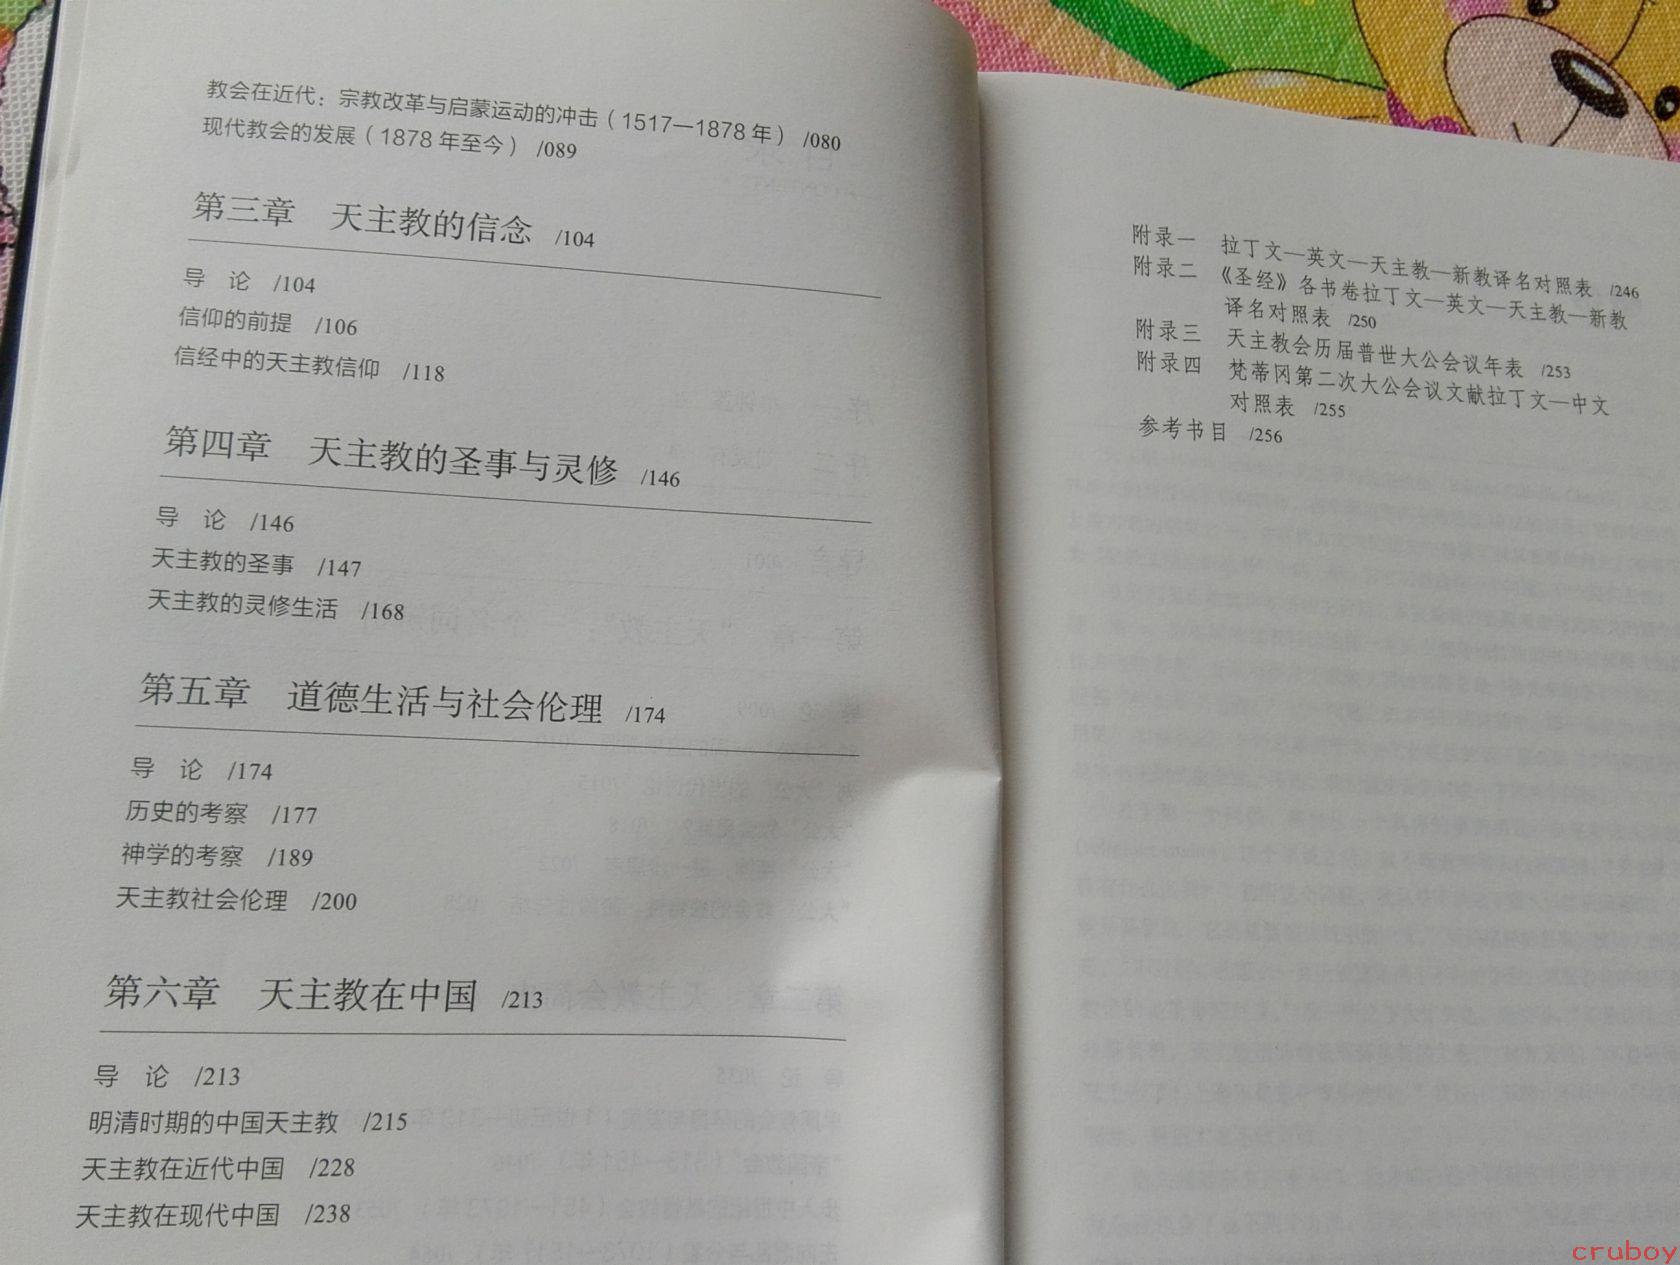 教会在近代：宗教改革与启蒙运动的冲击（1517—1878 年） /080
现代教会的发展（1878 年至今） /089
第三章 天主教的信念 /104
导 论 /104
信仰的前提 /106
信经中的天主教信仰 /118
第四章 天主教的圣事与灵修 /146
导 论 /146
天主教的圣事 /147
天主教的灵修生活 /168
第五章 道德生活与社会伦理 /174
导 论 /174
历史的考察 /177
神学的考察 /189
天主教社会伦理 /200
第六章 天主教在中国 /213
导 论 /213
明清时期的中国天主教 /215
天主教在近代中国 /228
天主教在现代中国 /238
附录一 拉丁文—英文—天主教—新教译名对照表 /246
附录二 《圣经》各书卷拉丁文—英文—天主教—新教
译名对照表 /250
附录三 天主教会历届普世大公会议年表 /253
附录四 梵蒂冈第二次大公会议文献拉丁文—中文
对照表 /255
参考书目 /256
cruboy